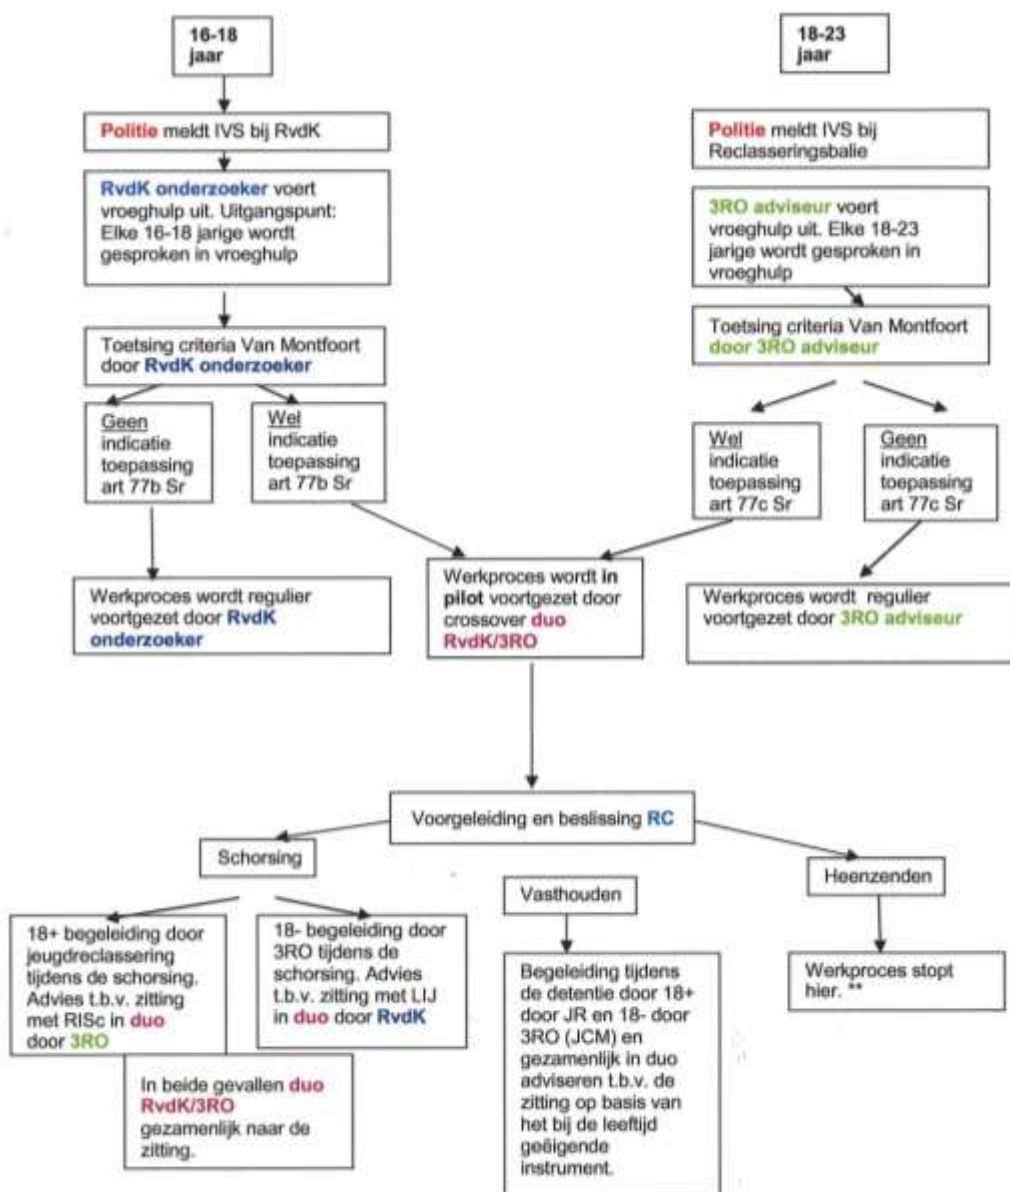 16-18
jaar
18-23
jaar
Politie meldt IVS bij RvdK
Politie meldt IVS bij
Reclasseringsbalie
RvdK onderzoeker voert
vroeghulp uit. Uitgangspunt:
Elke 16-18 jarige wordt
gesproken in vroeghulp
3RO adviseur voert
vroeghulp uit. Elke 18-23
jarige wordt gesproken in
vroeghulp
Toetsing criteria Van Montfoort
door RvdK onderzoeker
Toetsing criteria Van Montfoort
door 3RO adviseur
Geen
indicatie
toepassing
art 77b Sr
Wel
indicatie
toepassing
art 77b Sr
Wel
indicatie
toepassing
art 77c Sr
Geen
indicatie
toepassing
art 77c Sr
Werkproces wordt regulier
voortgezet door RvdK
onderzoeker
Werkproces wordt in
pilot voortgezet door
crossover duo
RvdK/3RO
Werkproces wordt regulier
voortgezet door 3RO adviseur
Voorgeleiding en beslissing RC
Schorsing
Vasthouden
Heenzenden
18+ begeleiding door
jeugdreclassering
tijdens de schorsing.
Advies t.b.v. zitting
met RISc in duo
door 3RO
18- begeleiding door
3RO tijdens de
schorsing. Advies
t.b.v. zitting met LIJ
in duo door RvdK
In beide gevallen duo
RvdK/3RO
gezamenlijk naar de
zitting.
Begeleiding tijdens
de detentie door 18+
door JR en 18- door
3RO (JCM) en
gezamenlijk in duo
adviseren t.b.v. de
zitting op basis van
het bij de leeftijd
geëigende
instrument.
Werkproces stopt
hier. **